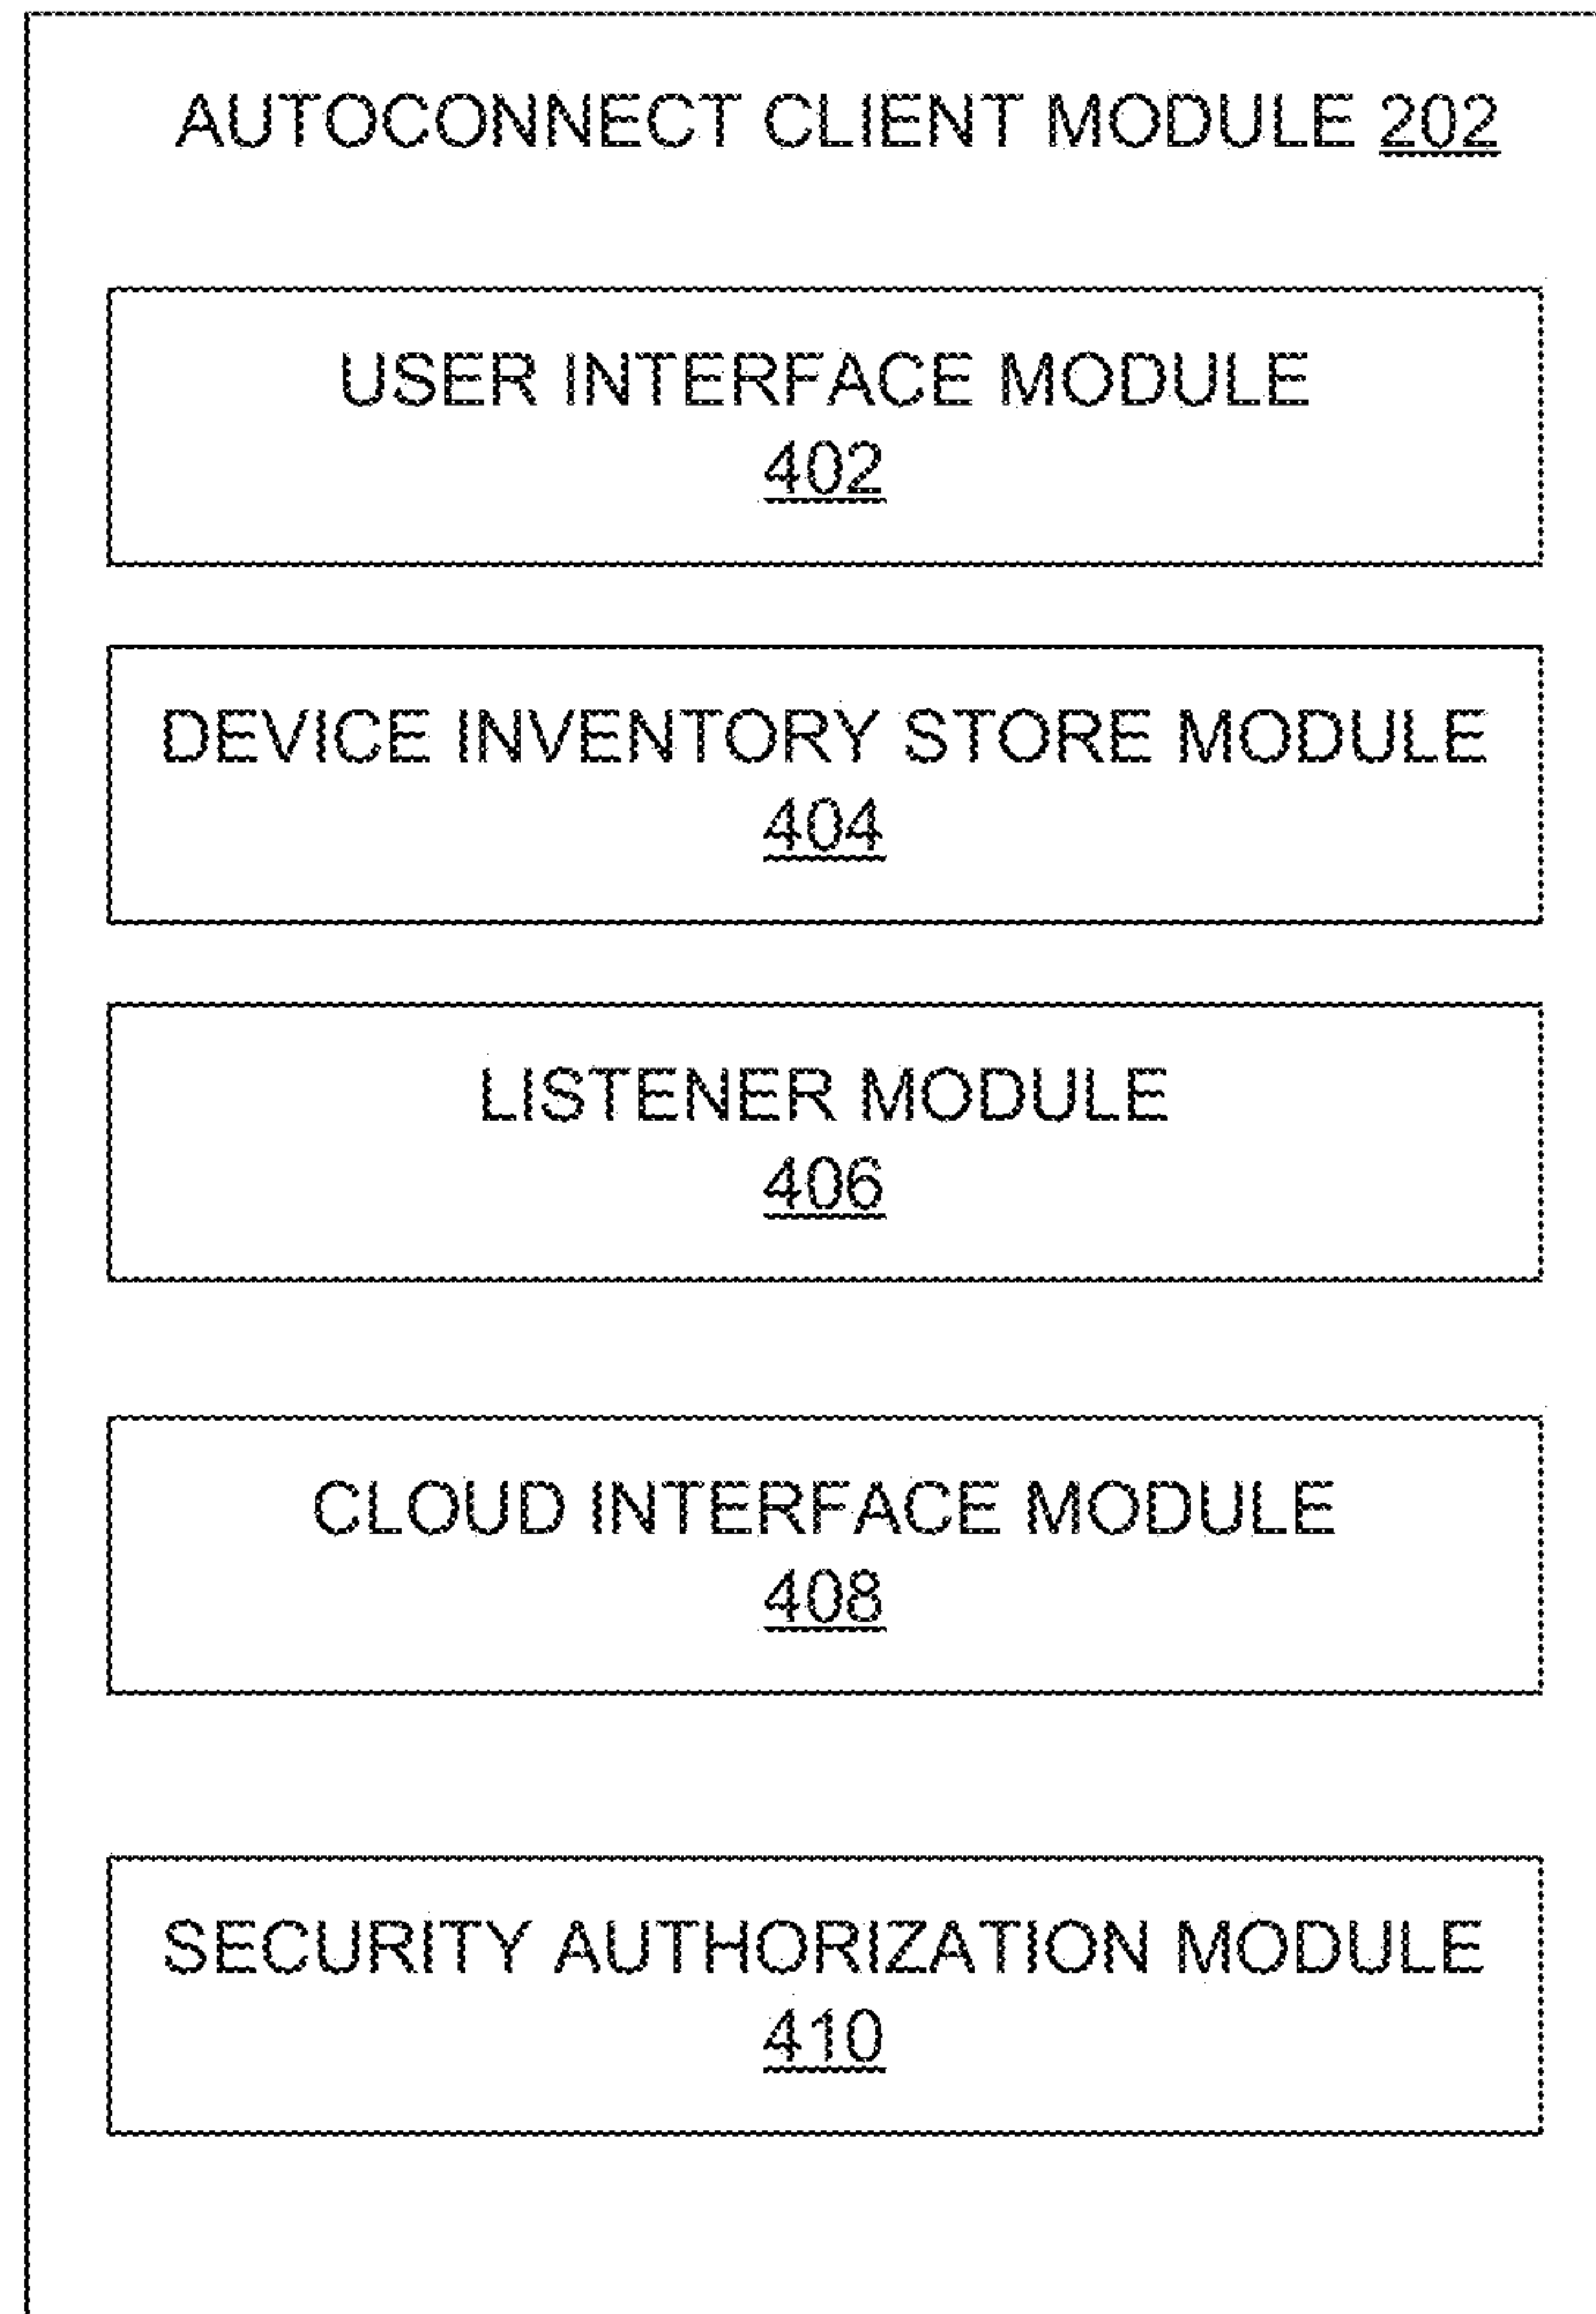 AUTOCONNECT CLIENT MODULE 202
USER INTERFACE MODULE
402
DEVICE INVENTORY STORE MODULE
404
LISTENER MODULE
406
CLOUD INTERFACE MODULE
408
SECURITY AUTHORIZATION MODULE
410